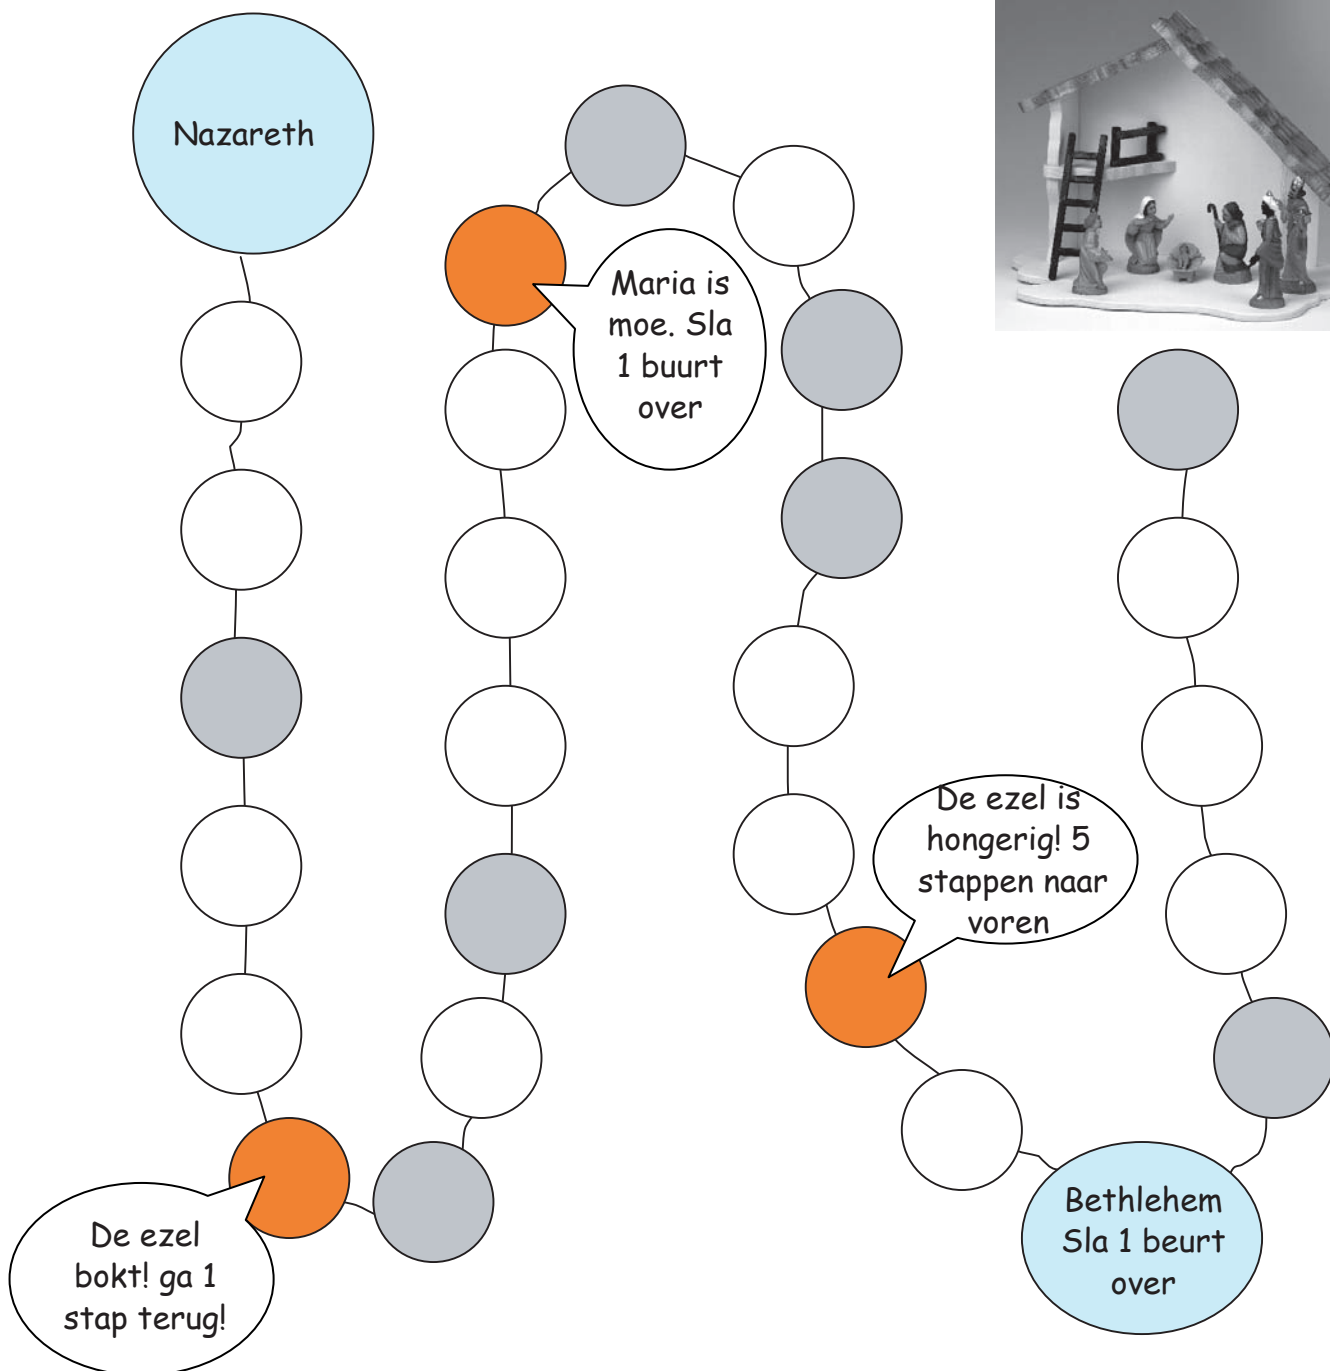 Nazareth
Maria is
moe. Sla
1 buurt
over
De ezel is
hongerig! 5
stappen naar
voren
De ezel
bokt! ga 1
stap terug!
Bethlehem
Sla 1 beurt
over